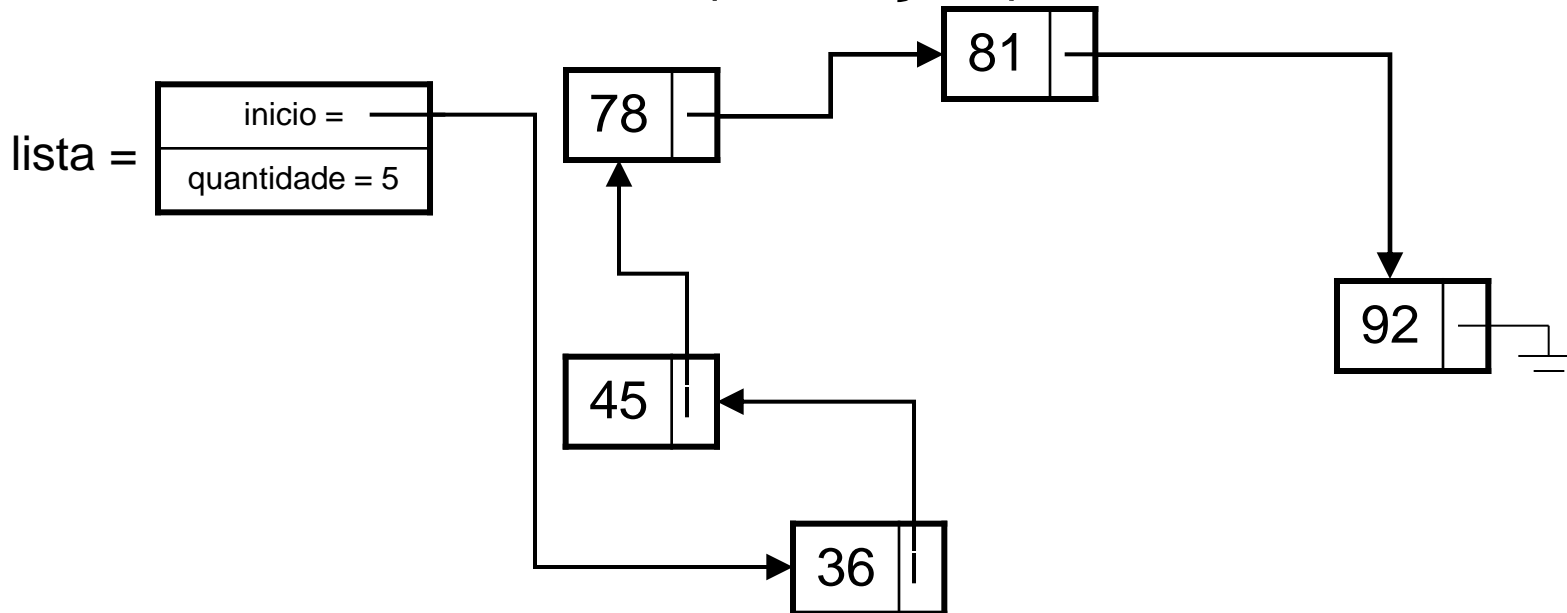 81
78
inicio =
lista =
quantidade = 5
92
45
36